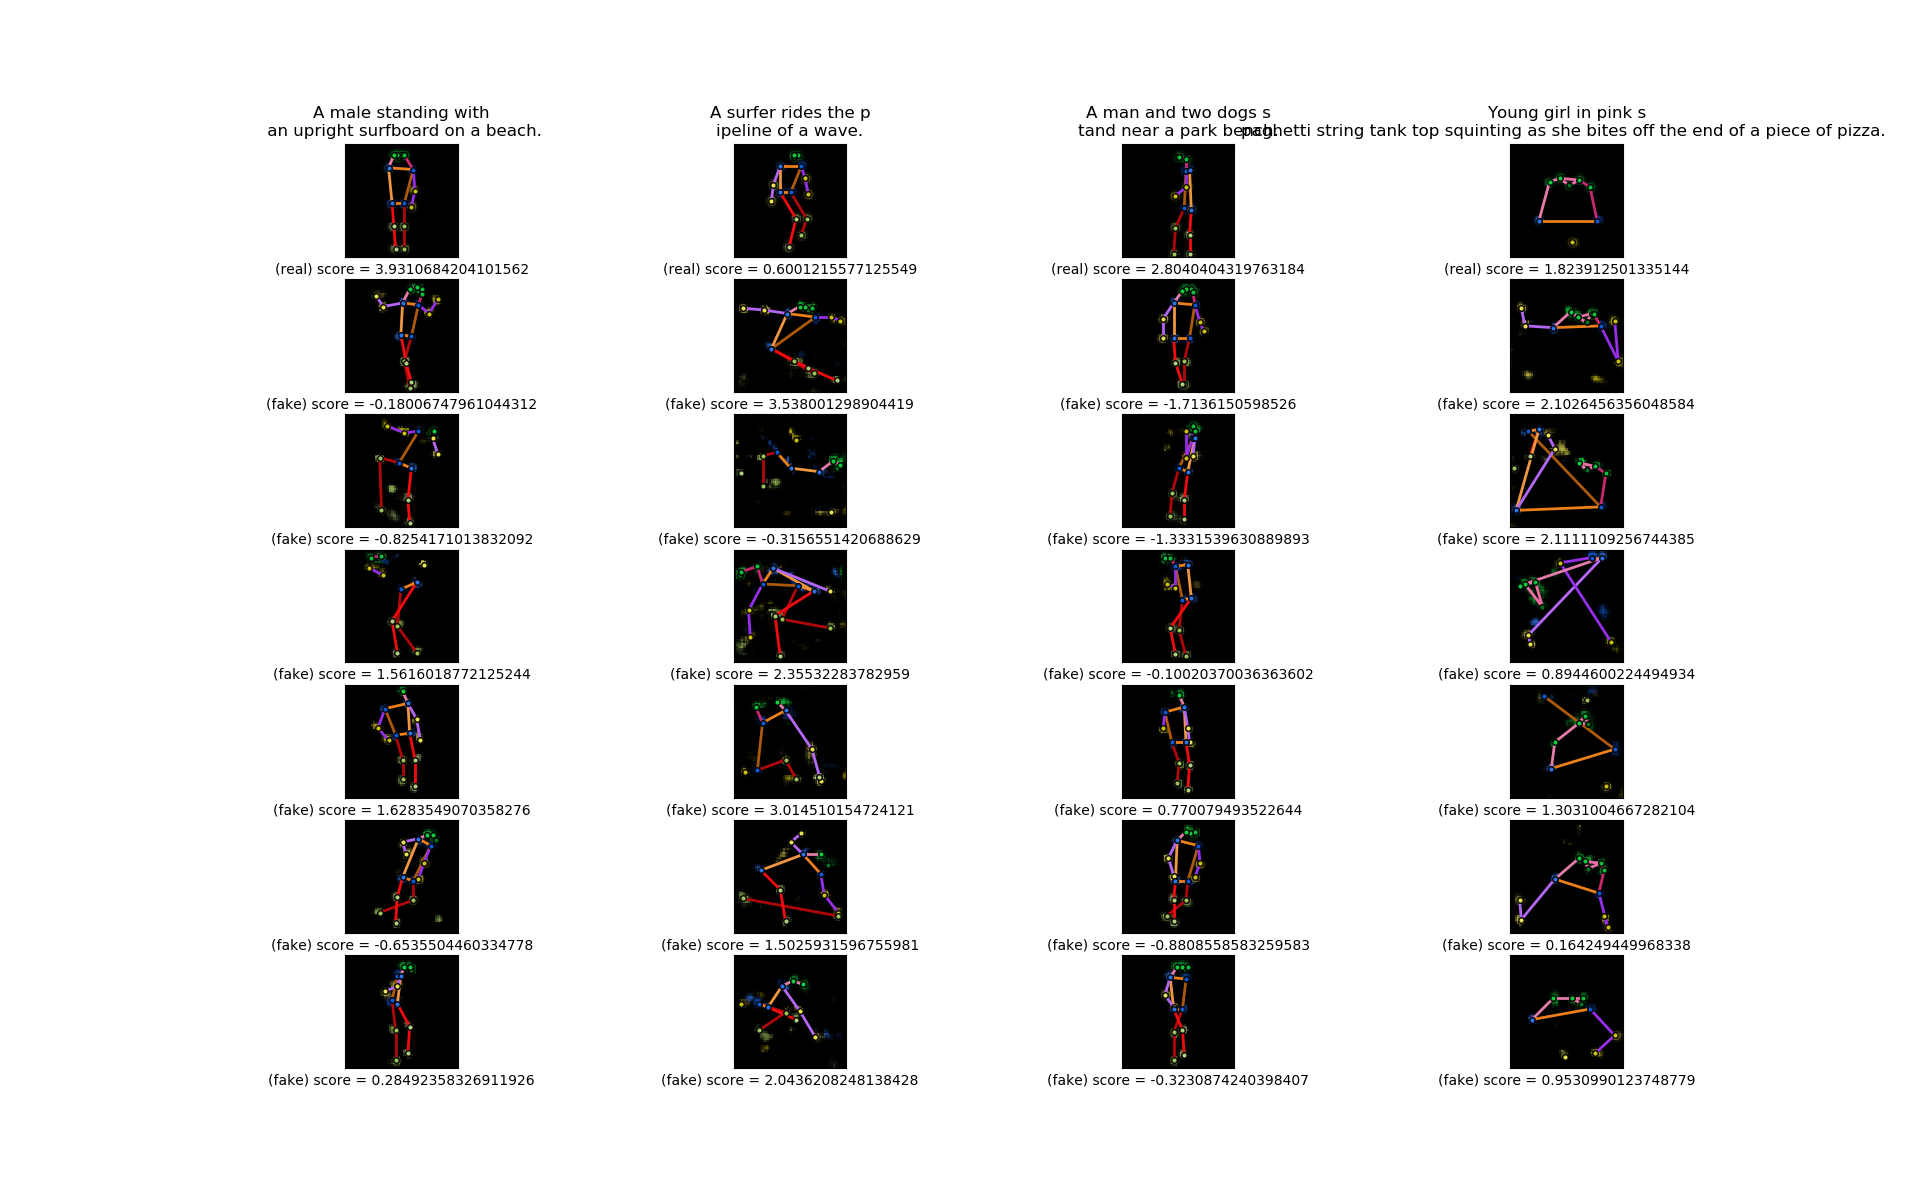 A male standing with
an upright surfboard on a beach.
A surfer rides the p
ipeline of a wave.
A man and two dogs s
tand near a park bench.
Young girl in pink s
paghetti string tank top squinting as she bites off the end of a piece of pizza.
(real) score = 3.9310684204101562
(real) score = 0.6001215577125549
(real) score = 2.8040404319763184
(real) score = 1.823912501335144
(fake) score = -0.18006747961044312
(fake) score = 3.538001298904419
(fake) score = -1.7136150598526
(fake) score = 2.1026456356048584
(fake) score = -0.8254171013832092
(fake) score = -0.3156551420688629
(fake) score = -1.3331539630889893
(fake) score = 2.1111109256744385
(fake) score = 1.5616018772125244
(fake) score = 2.35532283782959
(fake) score = -0.10020370036363602
(fake) score = 0.8944600224494934
(fake) score = 1.6283549070358276
(fake) score = 3.014510154724121
(fake) score = 0.770079493522644
(fake) score = 1.3031004667282104
(fake) score = -0.6535504460334778
(fake) score = 1.5025931596755981
(fake) score = -0.8808558583259583
(fake) score = 0.164249449968338
(fake) score = 0.28492358326911926
(fake) score = 2.0436208248138428
(fake) score = -0.3230874240398407
(fake) score = 0.9530990123748779